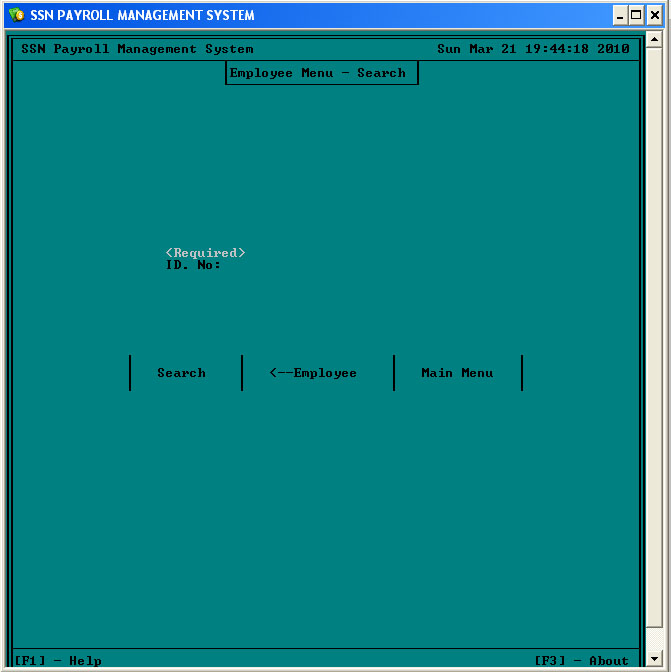 SSN PAYROLL MANAGEMENT SYSTEM
SSN Payroll Management System Sun Mar 21 19:44:18 2010
Employee Menu - Search
<Required>
ID. No:
Search <--Employee Main Menu
[F1] - Help [F3] - About